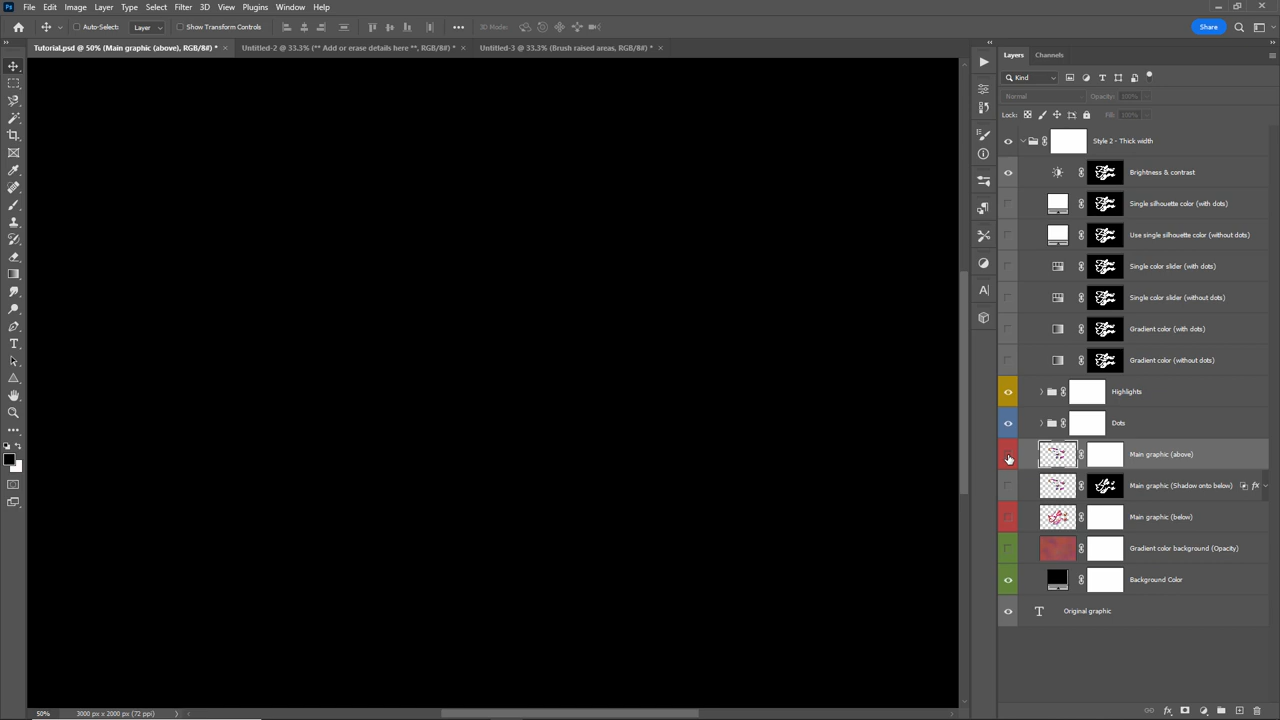 Ps File Edit Image Layer Type Select Filter 3D View Plugins Window Help
Auto-Select: Layer Show Transform Controls ••• 3D Mode: Share
Tutorial.psd @ 50% (Main graphic (above), RGB/8#) * × Untitled-2 @ 33.3% (** Add or erase details here **, RGB/8#) * × Untitled-3 @ 33.3% (Brush raised areas, RGB/8#) * ×
Layers Channels
Kind
Normal Opacity: 100%
Lock: Fill: 100%
Style 2 - Thick width
Brightness & contrast
Single silhouette color (with dots)
Use single silhouette color (without dots)
Single color slider (with dots)
Single color slider (without dots)
Gradient color (with dots)
Gradient color (without dots)
Highlights
Dots
Main graphic (above)
Main graphic (Shadow onto below) fx
Main graphic (below)
Gradient color background (Opacity)
Background Color
Original graphic
50% 3000 px x 2000 px (72 ppi)